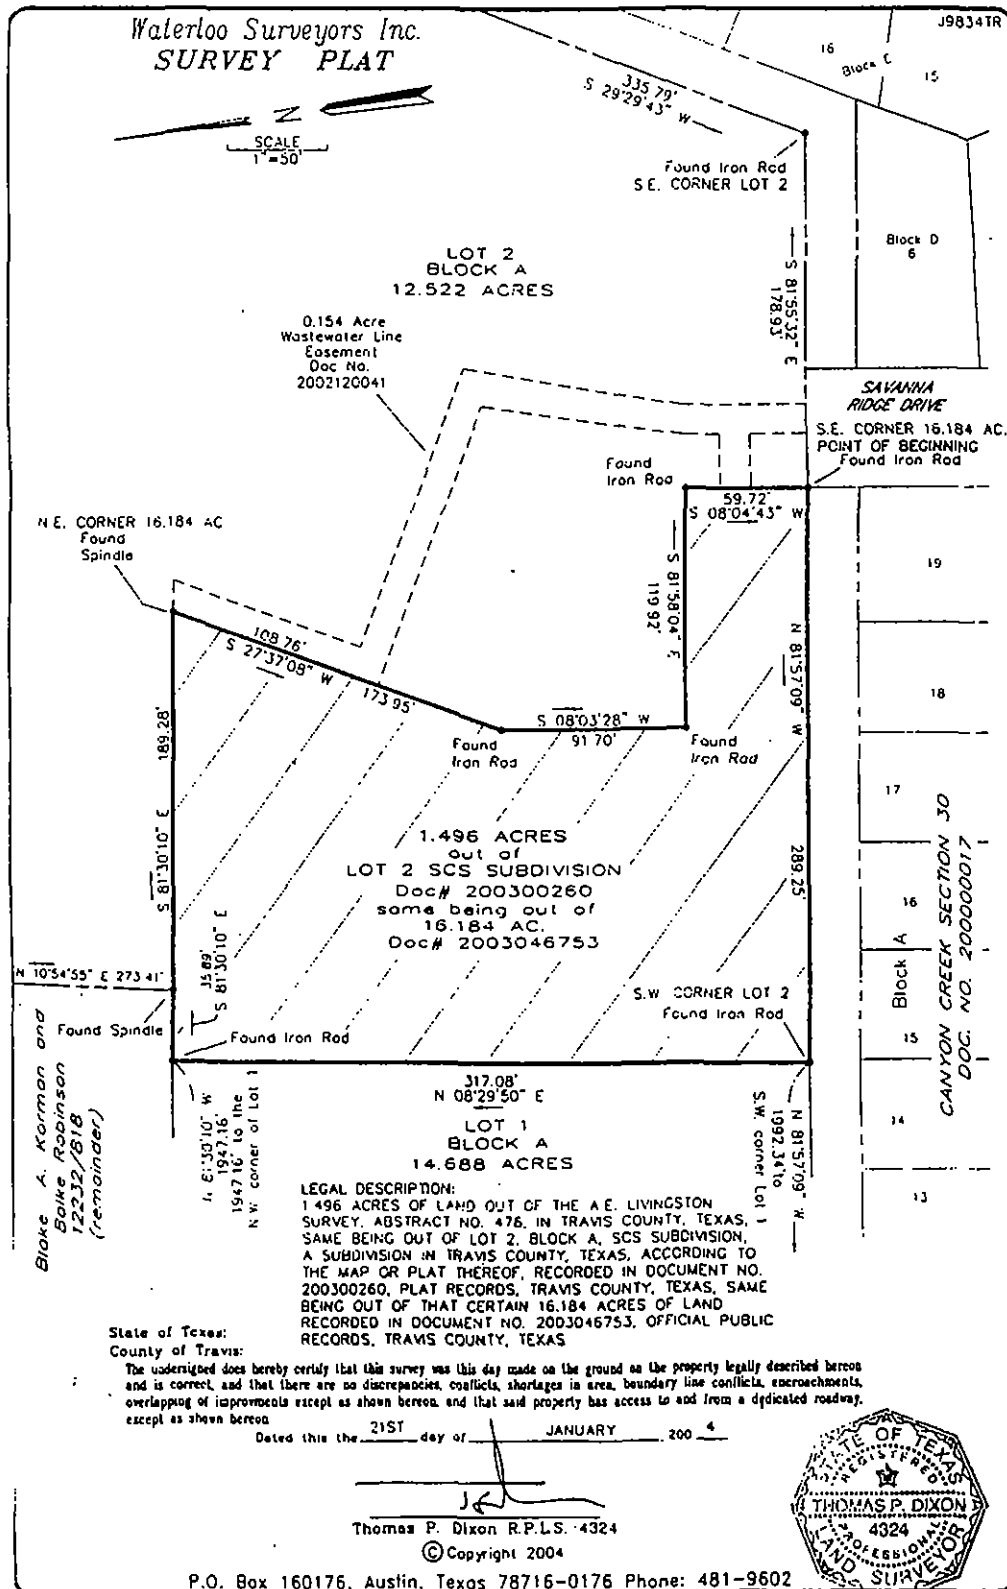 Waterloo Surveyors Inc.
SURVEY PLAT
J9834TR
N
SCALE
1"=50'
335.79'
S 29°29'43" W
16
Block C
15
Found Iron Rod
S.E. CORNER LOT 2
Block D
6
LOT 2
BLOCK A
12.522 ACRES
S 81°55'32" E
178.93'
0.154 Acre
Wastewater Line
Easement
Doc No.
2002120041
SAVANNA
RIDGE DRIVE
S.E. CORNER 16.184 AC.
POINT OF BEGINNING
Found Iron Rod
Found
Iron Rod
59.72'
S 08°04'43" W
N.E. CORNER 16.184 AC
Found
Spindle
S 81°58'04" E
119.92'
19
108.76'
S 27°37'08" W
173.95'
N 81°57'09" W
289.25'
18
S 08°03'28" W
91.70'
Found
Iron Rod
Found
Iron Rod
189.28'
S 81°30'10" E
17
1.496 ACRES
out of
LOT 2 SCS SUBDIVISION
Doc# 200300260
same being out of
16.184 AC.
Doc# 2003046753
16
Block A
CANYON CREEK SECTION 30
DOC. NO. 200000017
N 10°54'55" E 273.41'
35.89'
S 81°30'10" E
S.W. CORNER LOT 2
Found Iron Rod
Found Spindle
Found Iron Rod
15
317.08'
N 08°29'50" E
Blake A. Korman and
Balke Robinson
12232/818
(remainder)
N 81°30'10" W
1947.16'
1947.16' to the
N.W. corner of Lot 1
LOT 1
BLOCK A
14.688 ACRES
N 81°57'09" W
1992.34' to
S.W. corner Lot 1
14
13
LEGAL DESCRIPTION:
1.496 ACRES OF LAND OUT OF THE A.E. LIVINGSTON
SURVEY, ABSTRACT NO. 476, IN TRAVIS COUNTY, TEXAS,
SAME BEING OUT OF LOT 2, BLOCK A, SCS SUBDIVISION,
A SUBDIVISION IN TRAVIS COUNTY, TEXAS, ACCORDING TO
THE MAP OR PLAT THEREOF, RECORDED IN DOCUMENT NO.
200300260, PLAT RECORDS, TRAVIS COUNTY, TEXAS, SAME
BEING OUT OF THAT CERTAIN 16.184 ACRES OF LAND
RECORDED IN DOCUMENT NO. 2003046753, OFFICIAL PUBLIC
RECORDS, TRAVIS COUNTY, TEXAS
State of Texas:
County of Travis:
The undersigned does hereby certify that this survey was this day made on the ground on the property legally described hereon
and is correct, and that there are no discrepancies, conflicts, shortages in area, boundary line conflicts, encroachments,
overlapping of improvements except as shown hereon, and that said property has access to and from a dedicated roadway,
except as shown hereon
Dated this the 21ST day of JANUARY 200 4
Thomas P. Dixon R.P.L.S. 4324
©Copyright 2004
P.O. Box 160176, Austin, Texas 78716-0176 Phone: 481-9602
STATE OF TEXAS
REGISTERED
THOMAS P. DIXON
4324
PROFESSIONAL
LAND SURVEYOR